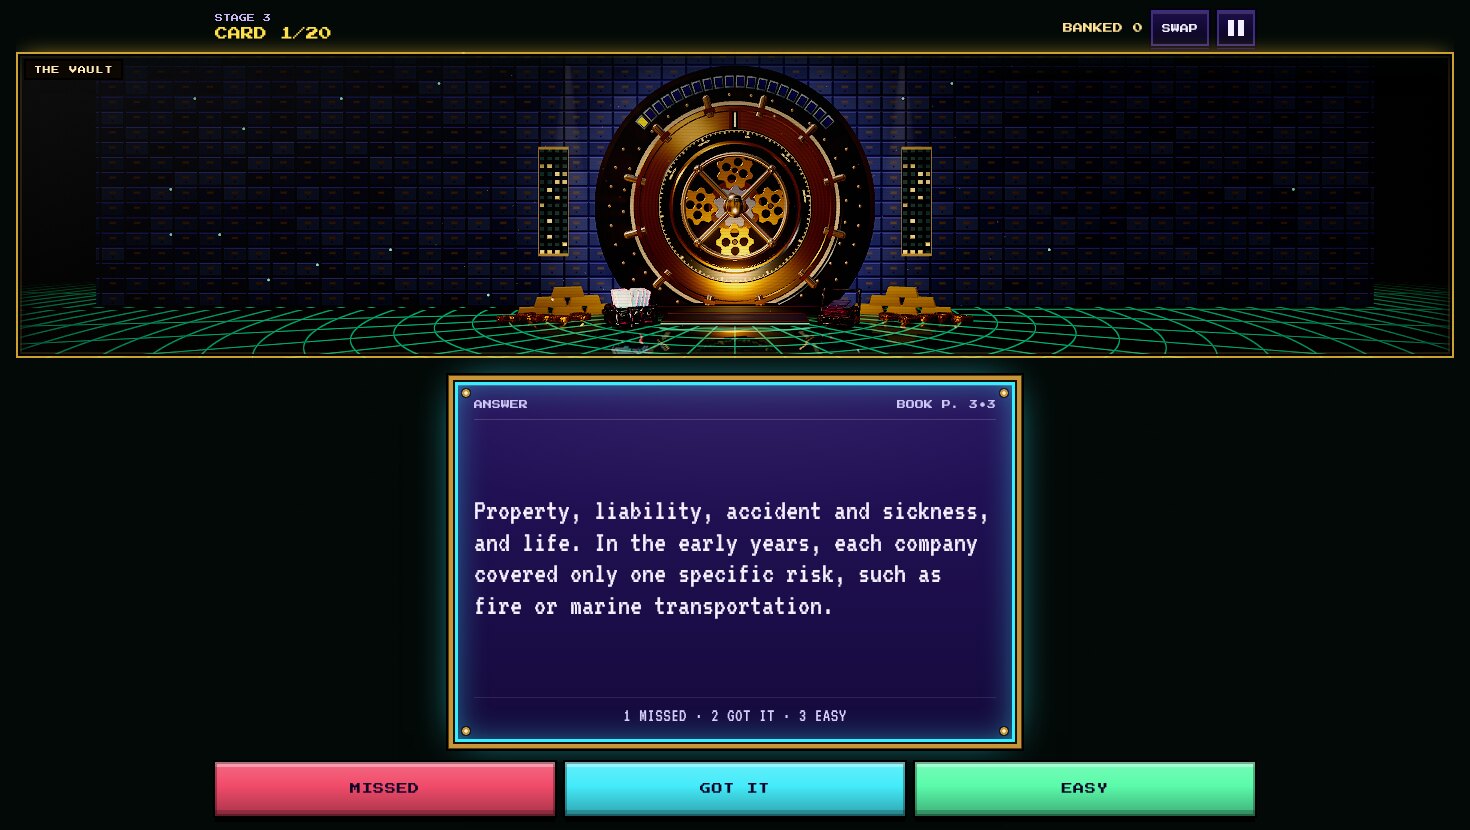 STAGE 3
CARD 1/20
BANKED 0
SWAP
THE VAULT
ANSWER
BOOK P. 3•3
Property, liability, accident and sickness,
and life. In the early years, each company
covered only one specific risk, such as
fire or marine transportation.
1 MISSED · 2 GOT IT · 3 EASY
MISSED
GOT IT
EASY